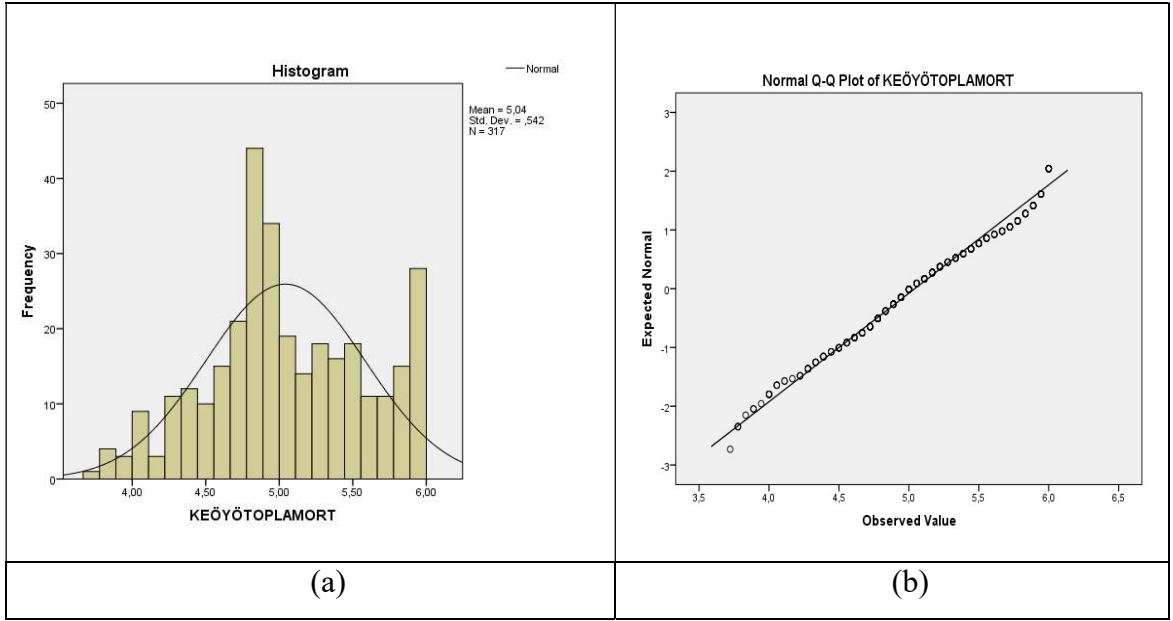 Histogram
Normal
Mean = 5,04
Std. Dev. = ,542
N = 317
Frequency
50
40
30
20
10
0
4,00 4,50 5,00 5,50 6,00
KEÖYÖTOPLAMORT
(a)
Normal Q-Q Plot of KEÖYÖTOPLAMORT
Expected Normal
3
2
1
0
-1
-2
-3
3,5 4,0 4,5 5,0 5,5 6,0 6,5
Observed Value
(b)